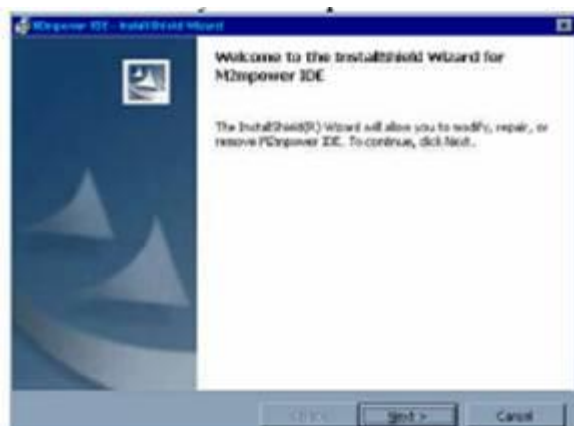 M2mpower IDE - InstallShield Wizard
Welcome to the InstallShield Wizard for
M2mpower IDE
The InstallShield(R) Wizard will allow you to modify, repair, or
remove M2mpower IDE. To continue, click Next.
< Back
Next >
Cancel